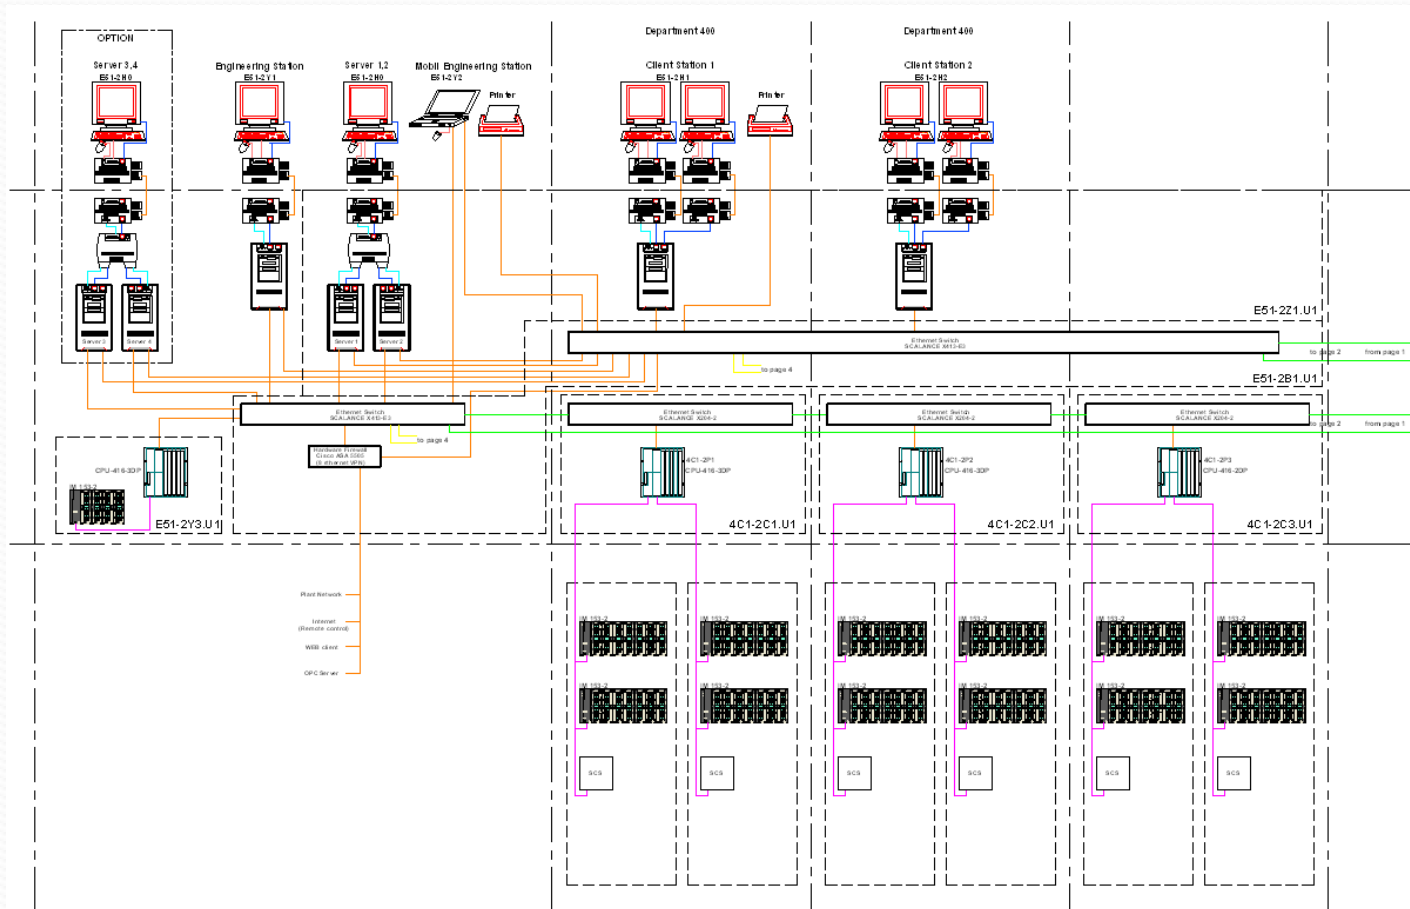 OPTION
Server 3,4
E51-2H0
Engineering Station
E51-2Y1
Server 1,2
E51-2H0
Mobil Engineering Station
E51-2Y2
Printer
Department 400
Client Station 1
E51-2H1
Printer
Department 400
Client Station 2
E51-2H2
Server 3
Server 4
Server 1
Server 2
E51-2Z1.U1
Ethernet Switch
SCALANCE X413-E3
to page 2
from page 1
to page 4
E51-2B1.U1
Ethernet Switch
SCALANCE X413-E3
Ethernet Switch
SCALANCE X204-2
Ethernet Switch
SCALANCE X204-2
Ethernet Switch
SCALANCE X204-2
to page 2
from page 1
to page 4
Hardware Firewall
Cisco ASA 5505
CPU-416-3DP
IM 153-2
E51-2Y3.U1
4C1-2P1
CPU-416-3DP
4C1-2C1.U1
4C1-2P2
CPU-416-3DP
4C1-2C2.U1
4C1-2P3
CPU-416-2DP
4C1-2C3.U1
Plant Network
Internet
(Remote control)
WEB client
OPC Server
IM 153-2
IM 153-2
IM 153-2
IM 153-2
IM 153-2
IM 153-2
IM 153-2
IM 153-2
IM 153-2
IM 153-2
IM 153-2
IM 153-2
SCS
SCS
SCS
SCS
SCS
SCS